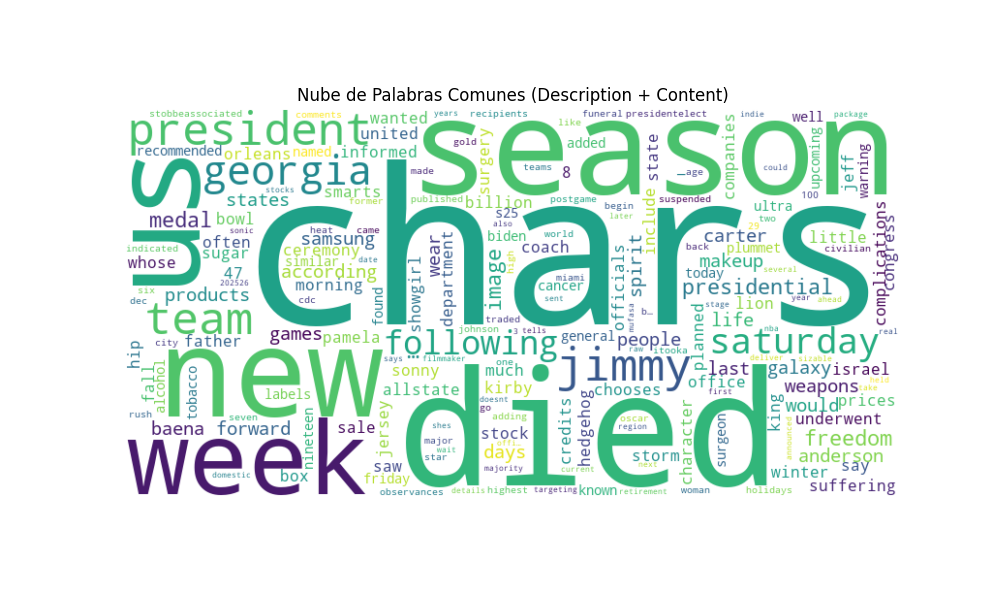 Nube de Palabras Comunes (Description + Content)
stobbeassociated comments wanted years recipients like funeral presidentelect indie well package
president united season
recommended orleans named informed surgery gold added state companies upcoming jeff warning
us georgia smarts made teams 8 __age could
states stocks former published billion postgame begin suspended 100
medal bowl heat came s25 also later include ultra two 29 little complications congress
indicated often sonic samsung biden coach world spirit carter civilian
whose sugar ceremony wear department image high officials back plummet
47 similar according miami cancer makeup several
six 202526 morning date showgirl sent today presidential
dec products cdc found chars b… stage lion year ahead
team games johnson 3 tells general mufasa nba real
hip city father pamela following people planned life saturday
fall alcohol says … filmmaker one raw itooka last deliver sizable galaxy israel
new sonny much jimmy office take held
tobacco labels allstate kirby doesnt chooses first weapons prices
rush seven jersey shes go adding hedgehog oscar king would underwent
baena forward nineteen sale major wait offi… stock credits region character surgeon announced freedom
week star majority days died storm anderson
domestic box saw friday current next winter say
observances details highest targeting known retirement woman holidays suffering
traded